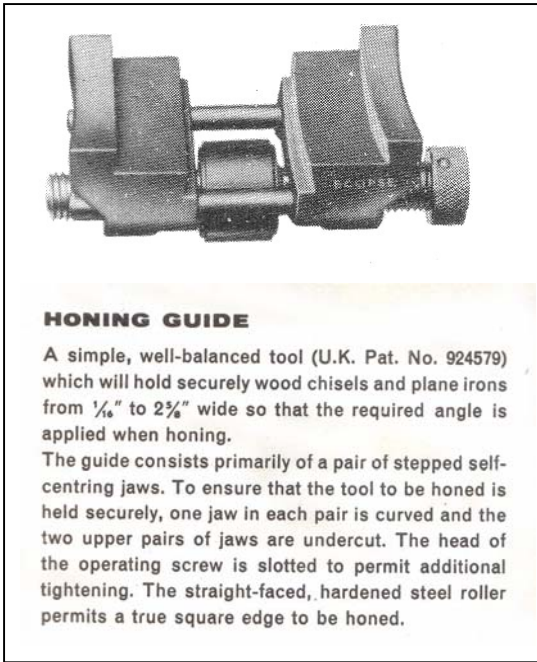 ECLIPSE
HONING GUIDE
A simple, well-balanced tool (U.K. Pat. No. 924579)
which will hold securely wood chisels and plane irons
from 1/16" to 2⅝" wide so that the required angle is
applied when honing.
The guide consists primarily of a pair of stepped self-
centring jaws. To ensure that the tool to be honed is
held securely, one jaw in each pair is curved and the
two upper pairs of jaws are undercut. The head of
the operating screw is slotted to permit additional
tightening. The straight-faced, hardened steel roller
permits a true square edge to be honed.